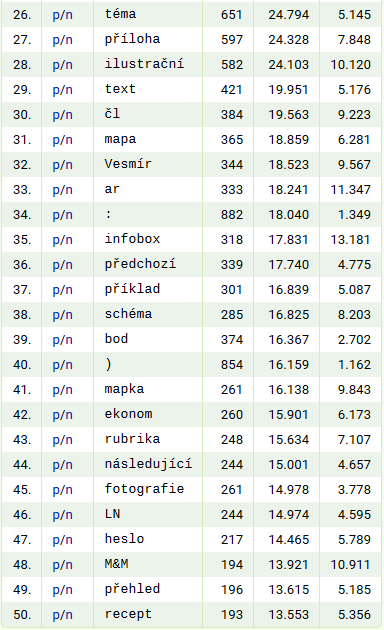 26. p/n téma 651 24.794 5.145
27. p/n příloha 597 24.328 7.848
28. p/n ilustrační 582 24.103 10.120
29. p/n text 421 19.951 5.176
30. p/n čl 384 19.563 9.223
31. p/n mapa 365 18.859 6.281
32. p/n Vesmír 344 18.523 9.567
33. p/n ar 333 18.241 11.347
34. p/n : 882 18.040 1.349
35. p/n infobox 318 17.831 13.181
36. p/n předchozí 339 17.740 4.775
37. p/n příklad 301 16.839 5.087
38. p/n schéma 285 16.825 8.203
39. p/n bod 374 16.367 2.702
40. p/n ) 854 16.159 1.162
41. p/n mapka 261 16.138 9.843
42. p/n ekonom 260 15.901 6.173
43. p/n rubrika 248 15.634 7.107
44. p/n následující 244 15.001 4.657
45. p/n fotografie 261 14.978 3.778
46. p/n LN 244 14.974 4.595
47. p/n heslo 217 14.465 5.789
48. p/n M&M 194 13.921 10.911
49. p/n přehled 196 13.615 5.185
50. p/n recept 193 13.553 5.356